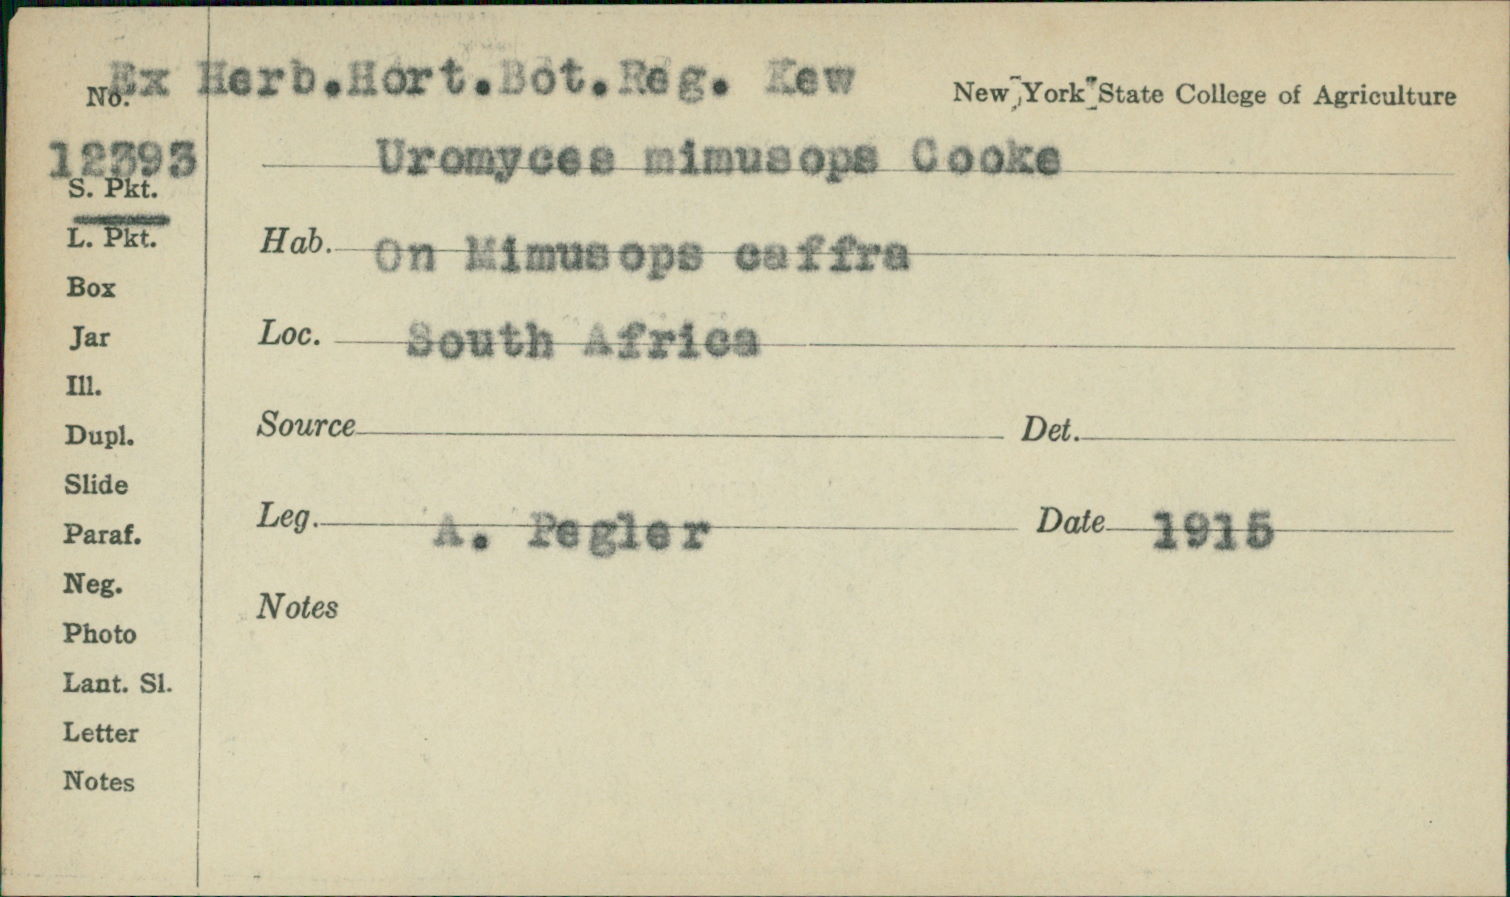 Ex Herb.Hort.Bot.Reg. Kew
No.
New York State College of Agriculture
12393
Uromyces mimusops Cooke
S. Pkt.
L. Pkt.
Hab. On Mimusops caffra
Box
Jar
Loc. South Africa
Ill.
Dupl.
Source Det.
Slide
Leg. A. Pegler Date 1915
Paraf.
Neg.
Notes
Photo
Lant. Sl.
Letter
Notes